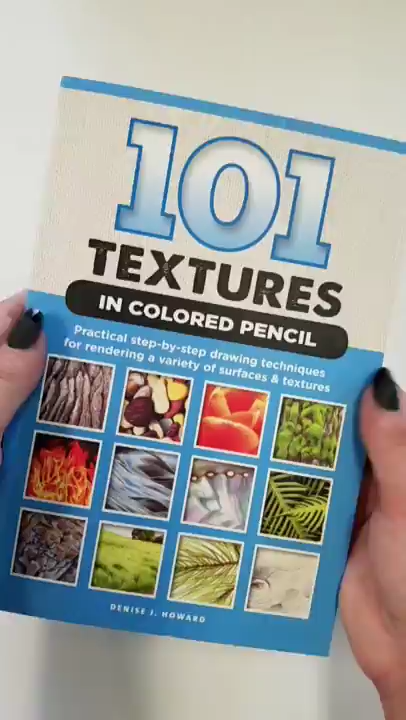 101
TEXTURES
IN COLORED PENCIL
Practical step-by-step drawing techniques
for rendering a variety of surfaces & textures
DENISE J. HOWARD